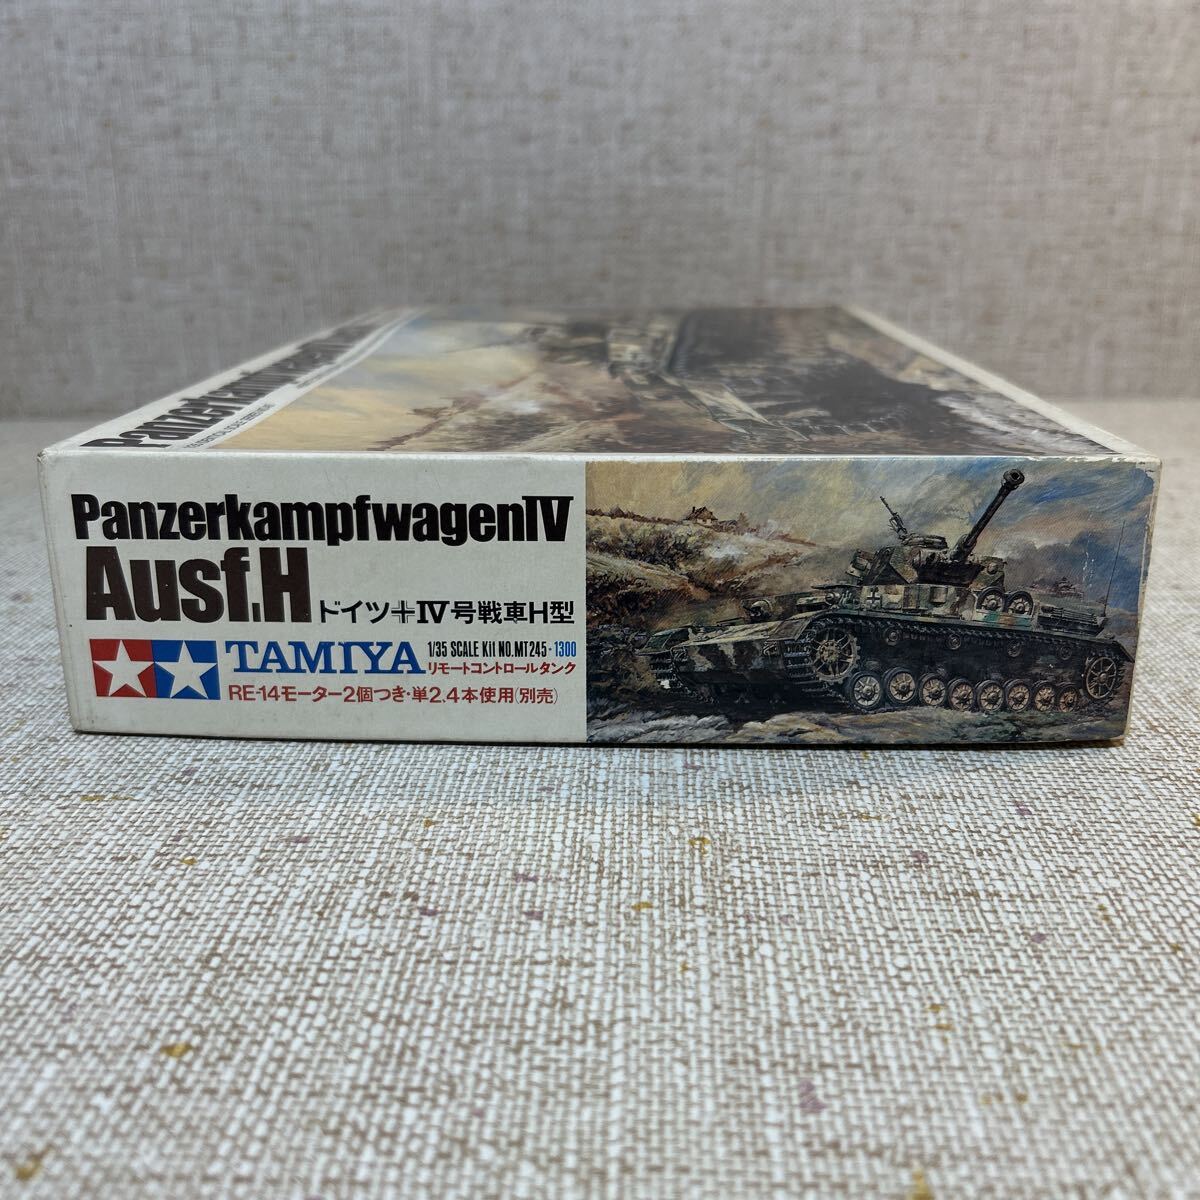 Panzerkampfwagen
PanzerkampfwagenIV
Ausf.H
ドイツ IV号戦車H型
TAMIYA
1/35 SCALE Kit NO.MT245-1300
リモートコントロールタンク
RE-14モーター2個つき・単2、4本使用(別売)